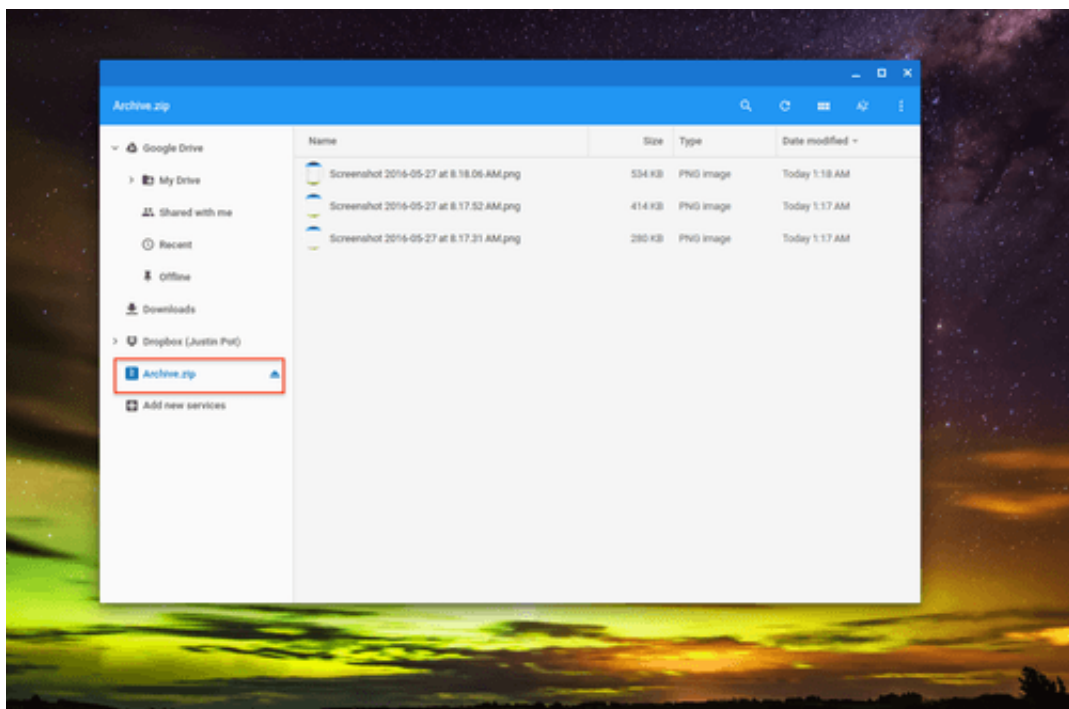 Archive.zip
Google Drive
My Drive
Shared with me
Recent
Offline
Downloads
Dropbox (Justin Pot)
Archive.zip
Add new services
Name Size Type Date modified
Screenshot 2016-05-27 at 8.18.06 AM.png 534 KB PNG image Today 1:18 AM
Screenshot 2016-05-27 at 8.17.52 AM.png 414 KB PNG image Today 1:17 AM
Screenshot 2016-05-27 at 8.17.31 AM.png 280 KB PNG image Today 1:17 AM